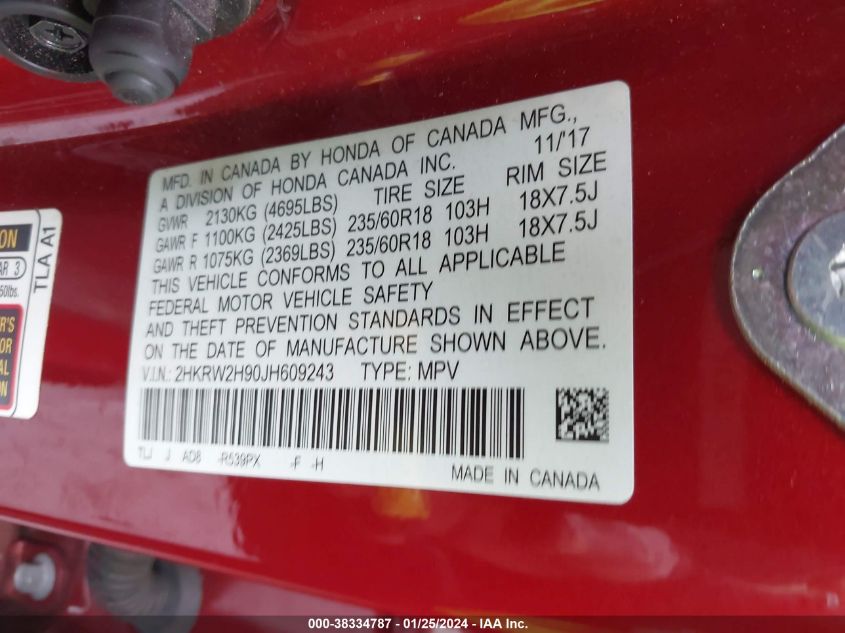 MFD. IN CANADA BY HONDA OF CANADA MFG.,
A DIVISION OF HONDA CANADA INC. 11/'17
GVWR 2130KG (4695LBS) TIRE SIZE RIM SIZE
GAWR F 1100KG (2425LBS) 235/60R18 103H 18X7.5J
GAWR R 1075KG (2369LBS) 235/60R18 103H 18X7.5J
THIS VEHICLE CONFORMS TO ALL APPLICABLE
FEDERAL MOTOR VEHICLE SAFETY
AND THEFT PREVENTION STANDARDS IN EFFECT
ON THE DATE OF MANUFACTURE SHOWN ABOVE.
V.I.N.: 2HKRW2H90JH609243 TYPE: MPV
TLJ J AD8 -R539PX -F -H
MADE IN CANADA
TLA A1
000-38334787 - 01/25/2024 - IAA Inc.